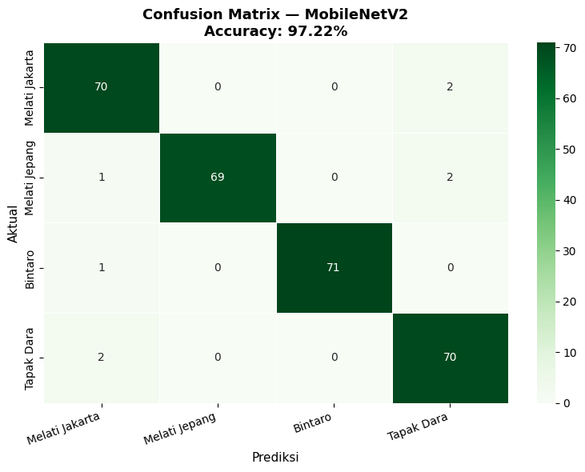 Confusion Matrix — MobileNetV2
Accuracy: 97.22%
Aktual
Melati Jakarta
70 0 0 2
Melati Jepang
1 69 0 2
Bintaro
1 0 71 0
Tapak Dara
2 0 0 70
Melati Jakarta Melati Jepang Bintaro Tapak Dara
Prediksi
70
60
50
40
30
20
10
0